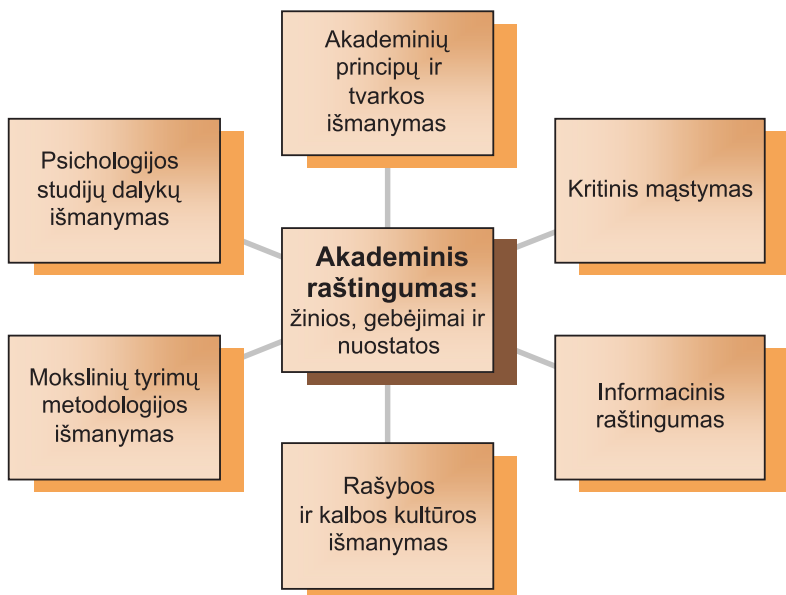 Akademinių
principų ir
tvarkos
išmanymas
Psichologijos
studijų dalykų
išmanymas
Kritinis mąstymas
Akademinis
raštingumas:
žinios, gebėjimai ir
nuostatos
Mokslinių tyrimų
metodologijos
išmanymas
Informacinis
raštingumas
Rašybos
ir kalbos kultūros
išmanymas